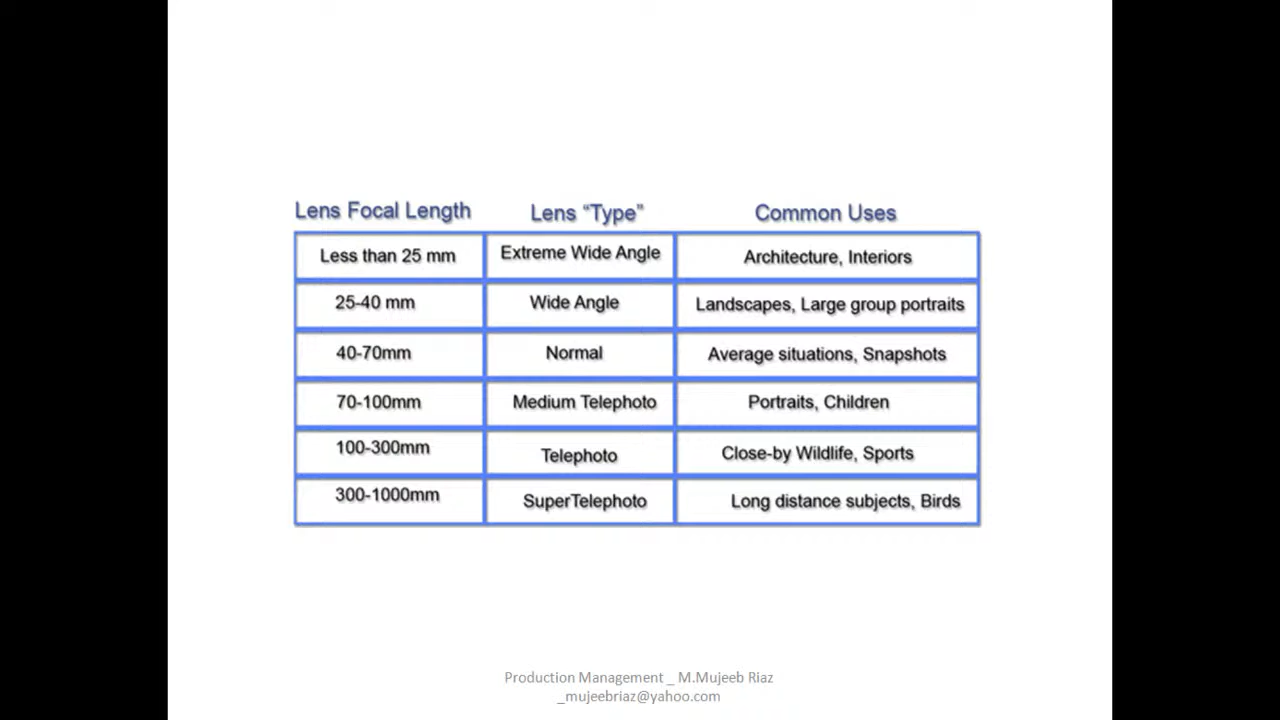 Lens Focal Length Lens “Type” Common Uses
Less than 25 mm Extreme Wide Angle Architecture, Interiors
25-40 mm Wide Angle Landscapes, Large group portraits
40-70mm Normal Average situations, Snapshots
70-100mm Medium Telephoto Portraits, Children
100-300mm Telephoto Close-by Wildlife, Sports
300-1000mm SuperTelephoto Long distance subjects, Birds
Production Management _ M.Mujeeb Riaz
_mujeebriaz@yahoo.com